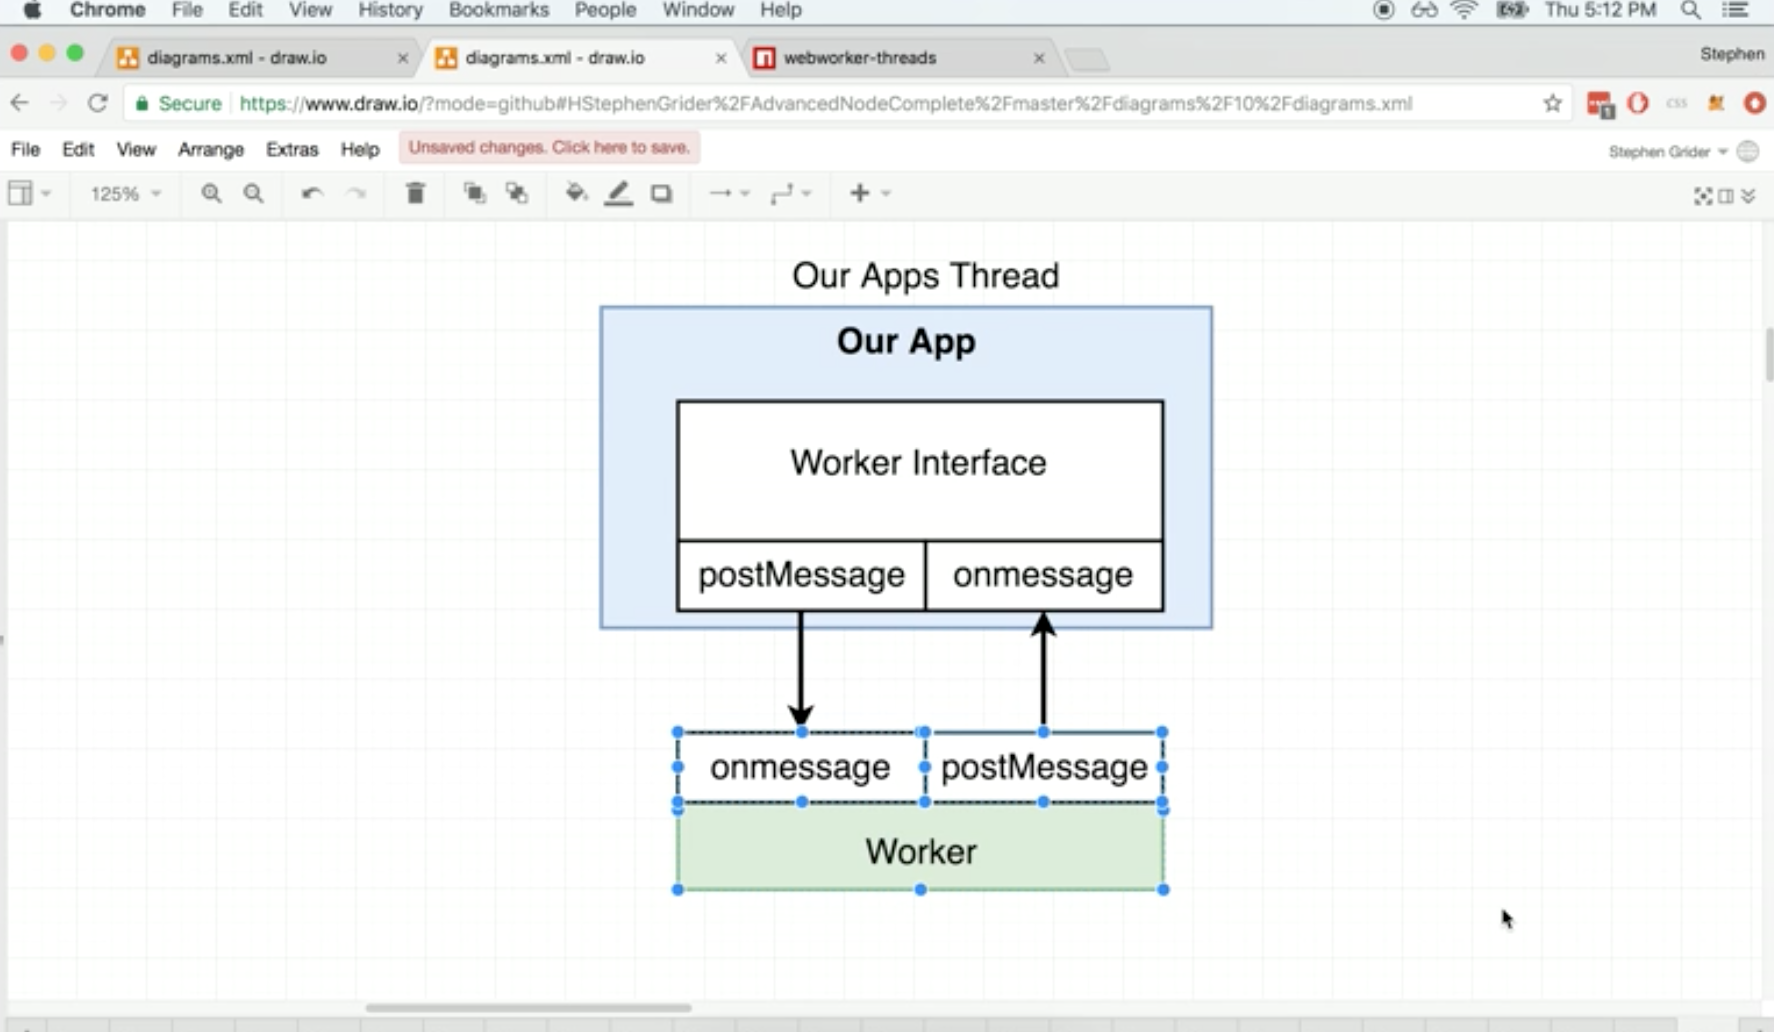 Chrome File Edit View History Bookmarks People Window Help Thu 5:12 PM
diagrams.xml - draw.io diagrams.xml - draw.io webworker-threads Stephen
Secure https://www.draw.io/?mode=github#HStephenGrider%2FAdvancedNodeComplete%2Fmaster%2Fdiagrams%2F10%2Fdiagrams.xml CSS 1
File Edit View Arrange Extras Help Unsaved changes. Click here to save. Stephen Grider
125%
Our Apps Thread
Our App
Worker Interface
postMessage onmessage
onmessage postMessage
Worker